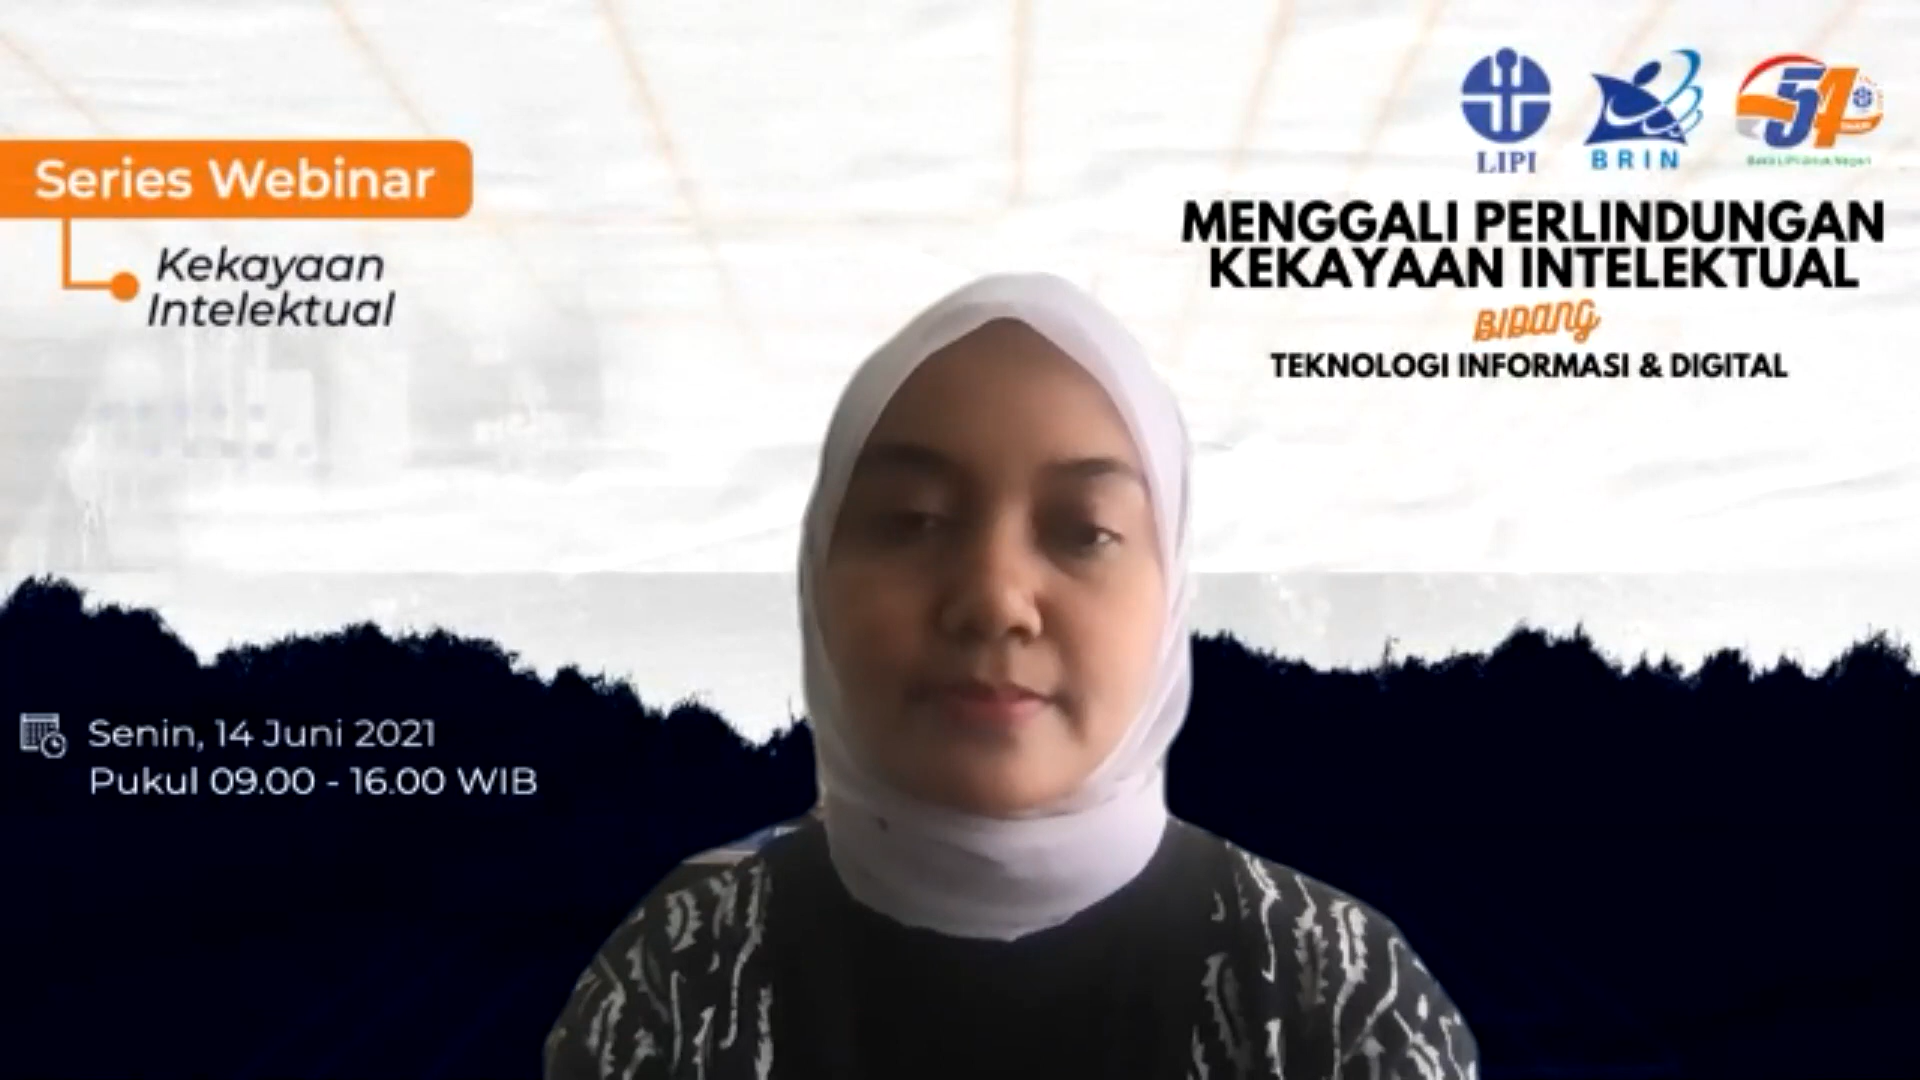 Series Webinar
Kekayaan
Intelektual
LIPI
BRIN
54
MENGGALI PERLINDUNGAN
KEKAYAAN INTELEKTUAL
BIDANG
TEKNOLOGI INFORMASI & DIGITAL
Senin, 14 Juni 2021
Pukul 09.00 - 16.00 WIB